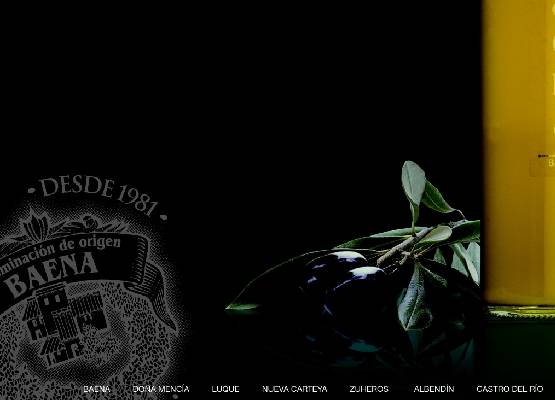 • DESDE 1981 •
minación de origen
BAENA
BAENA DOÑA MENCÍA LUQUE NUEVA CARTEYA ZUHEROS ALBENDÍN CASTRO DEL RÍO